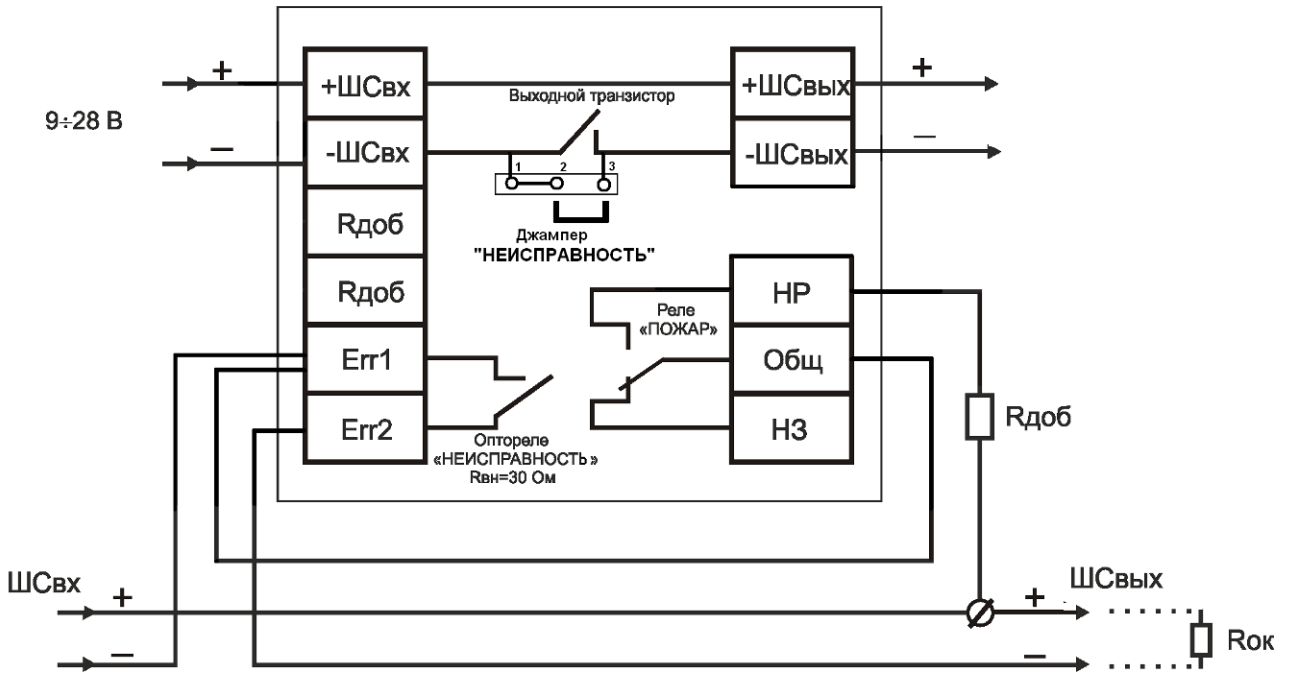 + +ШСвх +ШСвых +
9÷28 В
Выходной транзистор
– -ШСвх -ШСвых –
1 2 3
Rдоб
Джампер
"НЕИСПРАВНОСТЬ"
Rдоб
НР
Реле
«ПОЖАР»
Err1
Общ
Err2
НЗ
Rдоб
Оптореле
«НЕИСПРАВНОСТЬ»
Rвн=30 Ом
ШСвх
ШСвых
+ +
Rок
– –